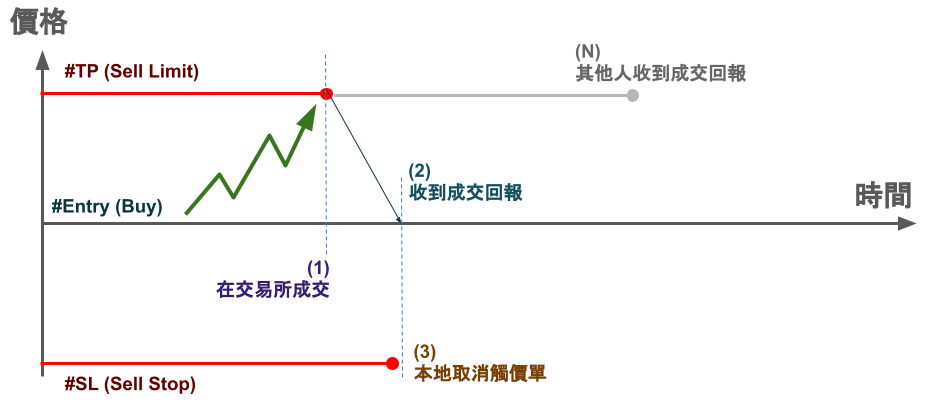 價格
#TP (Sell Limit)
(N)
其他人收到成交回報
(2)
收到成交回報
#Entry (Buy)
時間
(1)
在交易所成交
(3)
本地取消觸價單
#SL (Sell Stop)